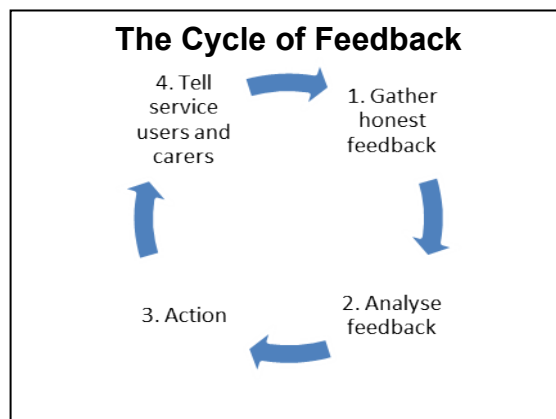 The Cycle of Feedback
4. Tell
service
users and
carers
1. Gather
honest
feedback
2. Analyse
feedback
3. Action